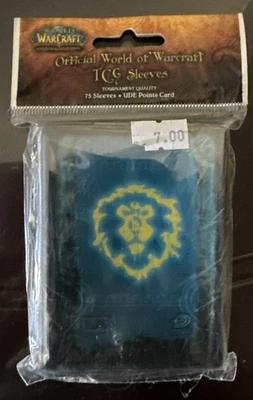 WORLD OF
WARCRAFT
Official World of Warcraft
TCG Sleeves
TOURNAMENT QUALITY
75 Sleeves + UDE Points Card
7.00